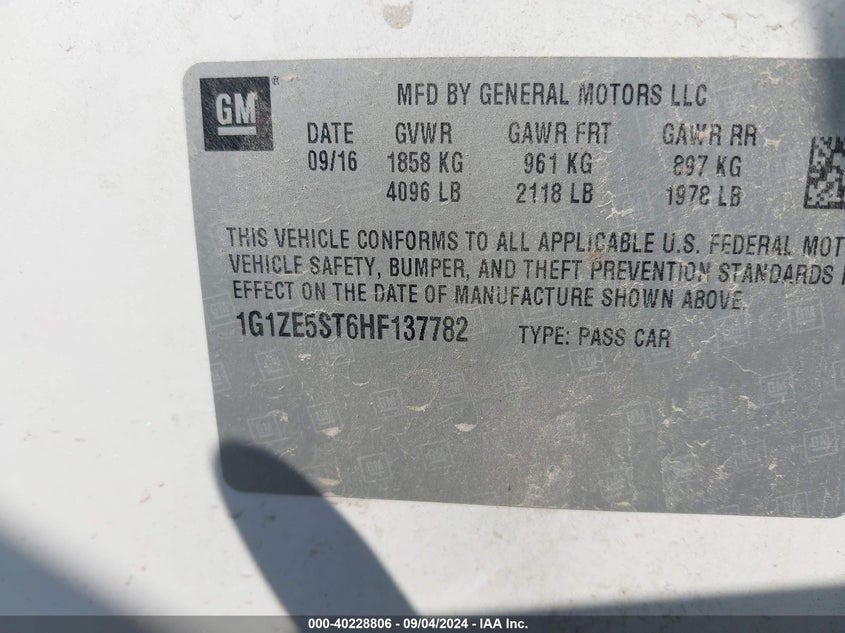 GM®
MFD BY GENERAL MOTORS LLC
DATE GVWR GAWR FRT GAWR RR
09/16 1858 KG 961 KG 897 KG
4096 LB 2118 LB 1978 LB
THIS VEHICLE CONFORMS TO ALL APPLICABLE U.S. FEDERAL MOT
VEHICLE SAFETY, BUMPER, AND THEFT PREVENTION STANDARDS
EFFECT ON THE DATE OF MANUFACTURE SHOWN ABOVE.
1G1ZE5ST6HF137782 TYPE: PASS CAR
000-40228806 - 09/04/2024 - IAA Inc.